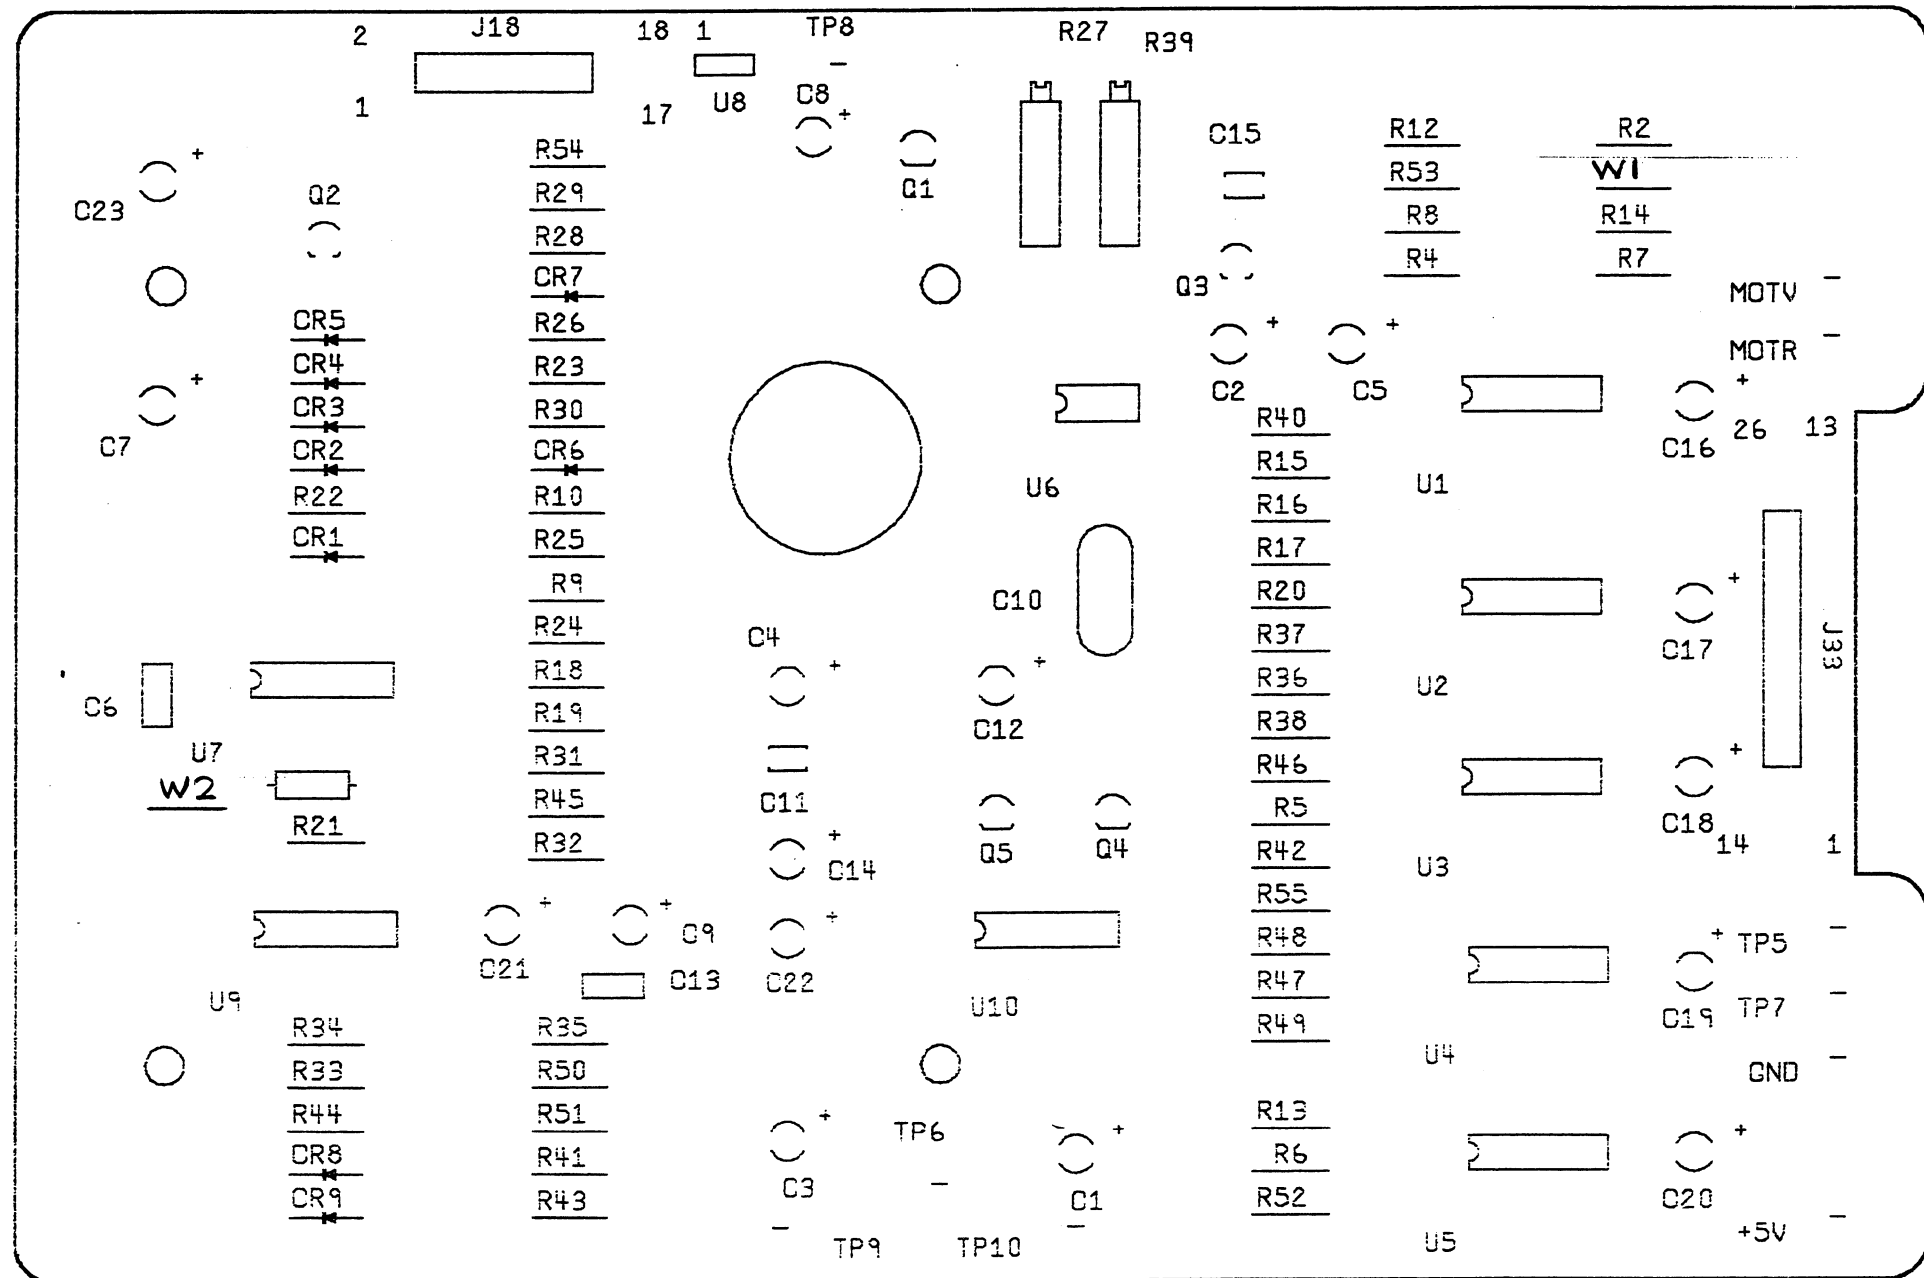 2 J18 18 1 TP8 R27 R39
1 17 U8 C8
R54 Q1 C15 R12 R2
C23 Q2 R29 R53 W1
R28 R8 R14
CR7 Q3 R4 R7
MOTV
CR5 R26 MOTR
CR4 R23 C2 C5
C7 CR3 R30 R40 C16 26 13
CR2 CR6 R15
R22 R10 U6 R16 U1
CR1 R25 R17
R9 C10 R20
R24 C4 R37 C17 J33
C6 R18 R36 U2
R19 C12 R38
U7 R31 R46
W2 R45 C11 R5
R21 R32 Q5 Q4 R42 C18 14 1
C14 U3
R55
C9 R48 TP5
C21 C13 C22 R47
U9 U10 TP7
R34 R35 R49 C19
R33 R50 U4 GND
R44 R51 TP6 R13
CR8 R41 R6
CR9 R43 C3 C1 R52 C20
TP9 TP10 U5 +5V